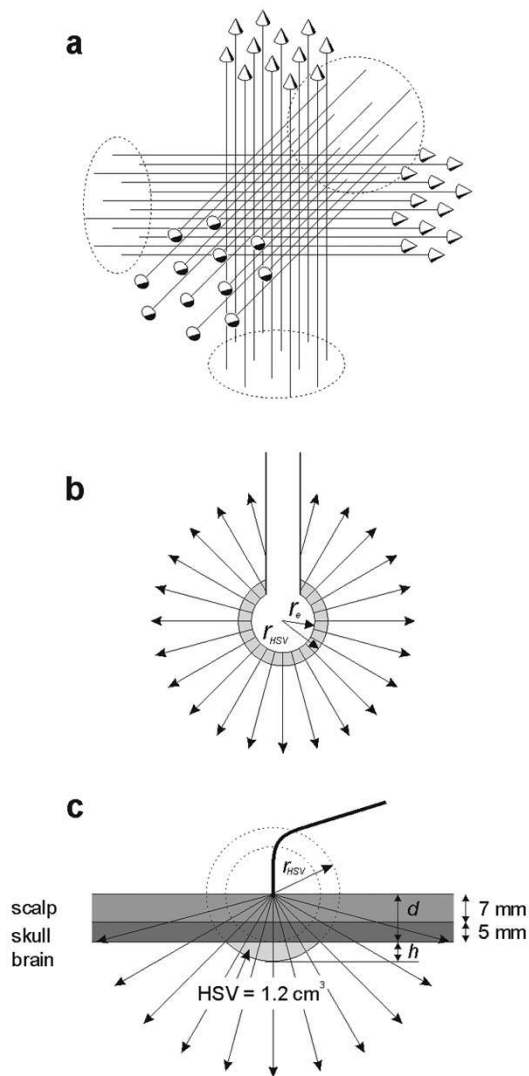 a
b
r_e
r_HSV
c
r_HSV
scalp
d
7 mm
skull
5 mm
brain
h
HSV = 1.2 cm³